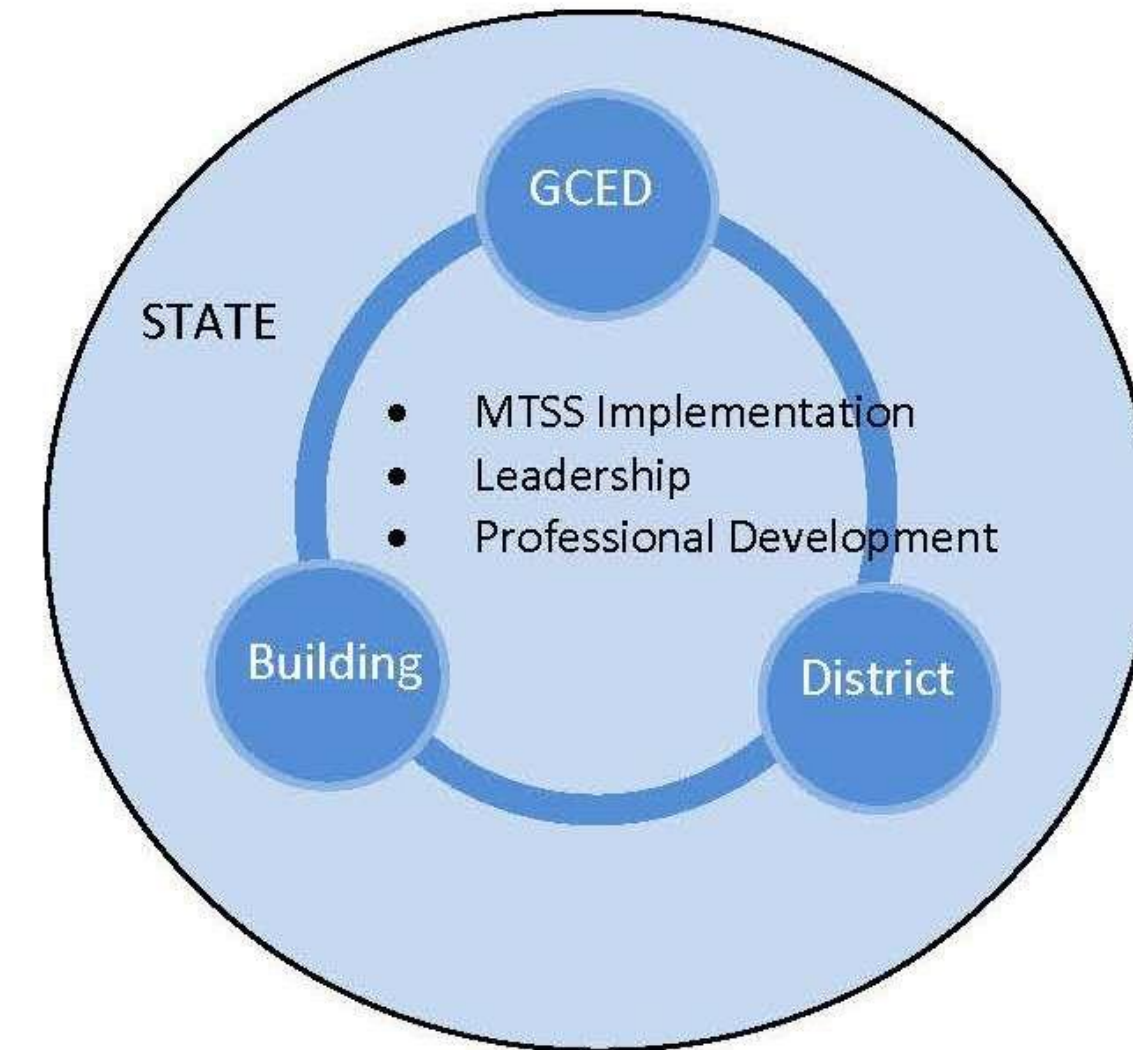 GCED
STATE
• MTSS Implementation
• Leadership
• Professional Development
Building
District